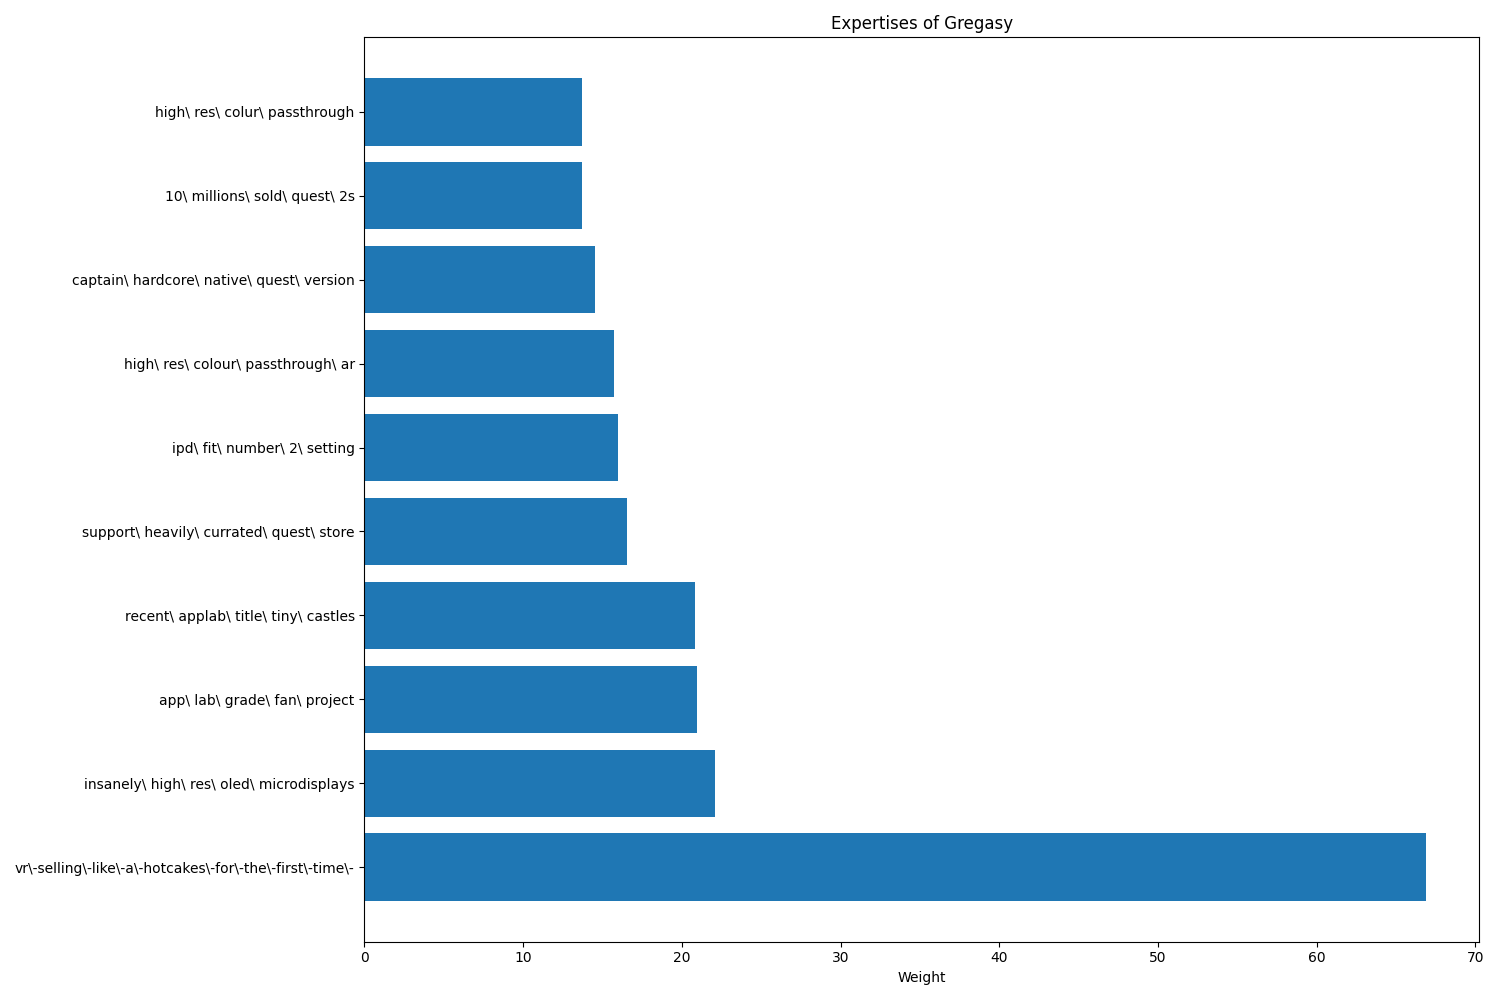 Expertises of Gregasy
high\ res\ colur\ passthrough
10\ millions\ sold\ quest\ 2s
captain\ hardcore\ native\ quest\ version
high\ res\ colour\ passthrough\ ar
ipd\ fit\ number\ 2\ setting
support\ heavily\ currated\ quest\ store
recent\ applab\ title\ tiny\ castles
app\ lab\ grade\ fan\ project
insanely\ high\ res\ oled\ microdisplays
vr\-selling\-like\-a\-hotcakes\-for\-the\-first\-time\-
0 10 20 30 40 50 60 70
Weight